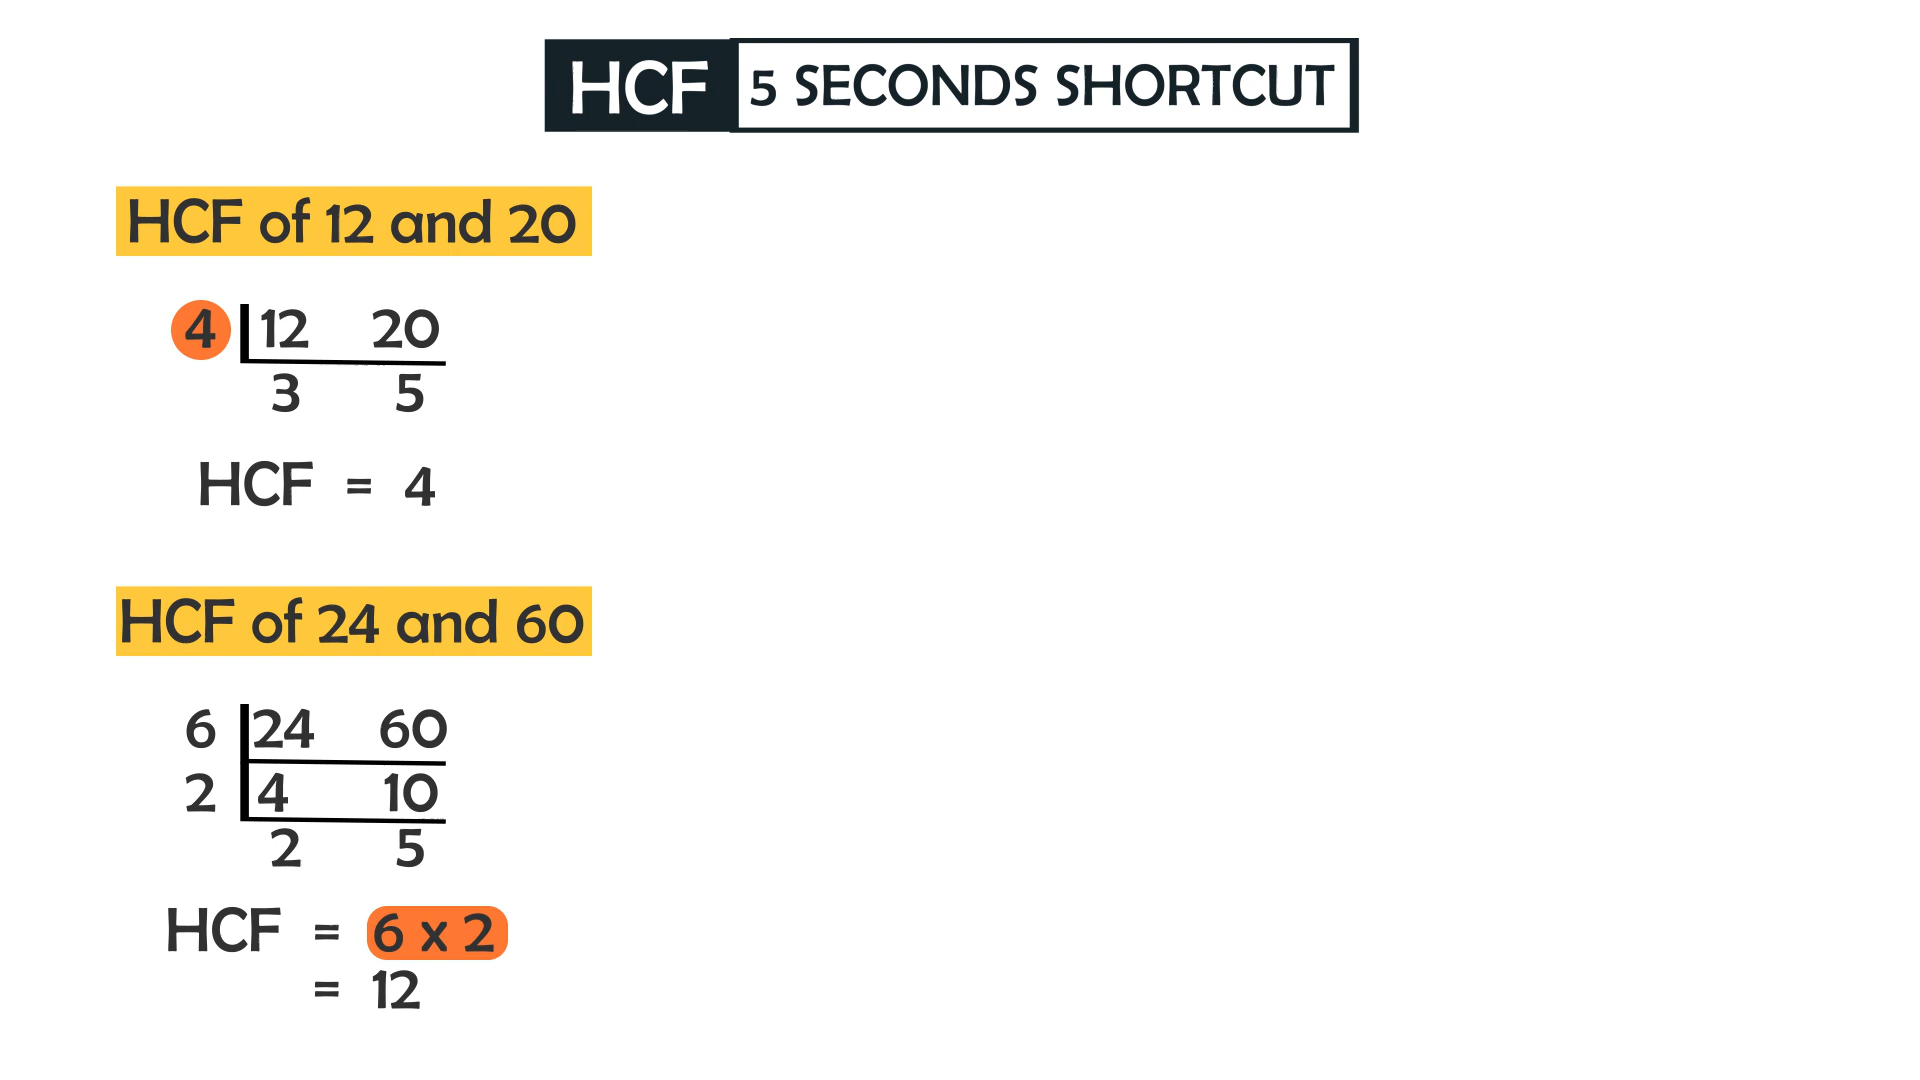 HCF 5 SECONDS SHORTCUT
HCF of 12 and 20
4 12 20
3 5
HCF = 4
HCF of 24 and 60
6 24 60
2 4 10
2 5
HCF = 6 x 2
= 12